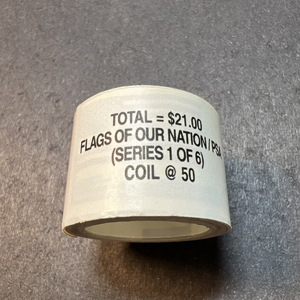 TOTAL = $21.00
FLAGS OF OUR NATION / PSA
(SERIES 1 OF 6)
COIL @ 50